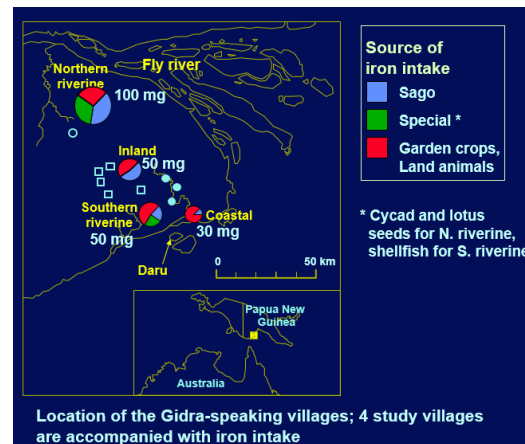 Northern
riverine
100 mg
Fly river
Inland
50 mg
Southern
riverine
50 mg
Coastal
30 mg
Daru
0
50 km
Papua New
Guinea
Australia
Source of
iron intake
Sago
Special *
Garden crops,
Land animals
* Cycad and lotus
seeds for N. riverine,
shellfish for S. riverine
Location of the Gidra-speaking villages; 4 study villages
are accompanied with iron intake